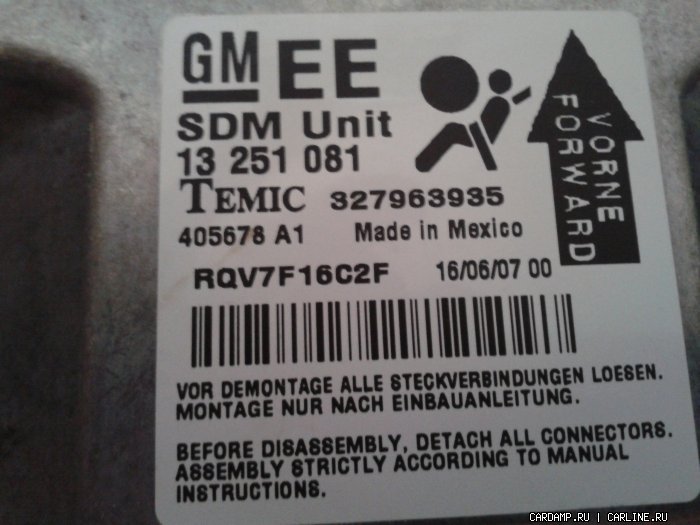 GM EE
SDM Unit
13 251 081
TEMIC 327963935
405678 A1 Made in Mexico
VORNE
FORWARD
RQV7F16C2F 16/06/07 00
VOR DEMONTAGE ALLE STECKVERBINDUNGEN LOESEN.
MONTAGE NUR NACH EINBAUANLEITUNG.
BEFORE DISASSEMBLY, DETACH ALL CONNECTORS.
ASSEMBLY STRICTLY ACCORDING TO MANUAL
INSTRUCTIONS.
CARDAMP.RU | CARLINE.RU